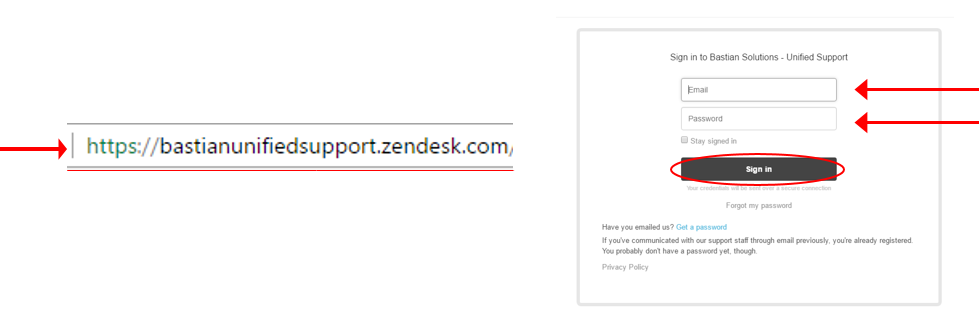 https://bastianunifiedsupport.zendesk.com/
Sign in to Bastian Solutions - Unified Support
Email
Password
Stay signed in
Sign in
Your credentials will be sent over a secure connection
Forgot my password
Have you emailed us? Get a password
If you've communicated with our support staff through email previously, you're already registered.
You probably don't have a password yet, though.
Privacy Policy